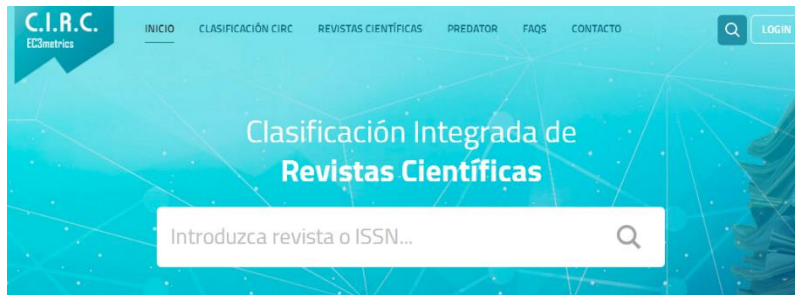 C.I.R.C.
EC3metrics
INICIO CLASIFICACIÓN CIRC REVISTAS CIENTÍFICAS PREDATOR FAQS CONTACTO LOGIN
Clasificación Integrada de
Revistas Científicas
Introduzca revista o ISSN...